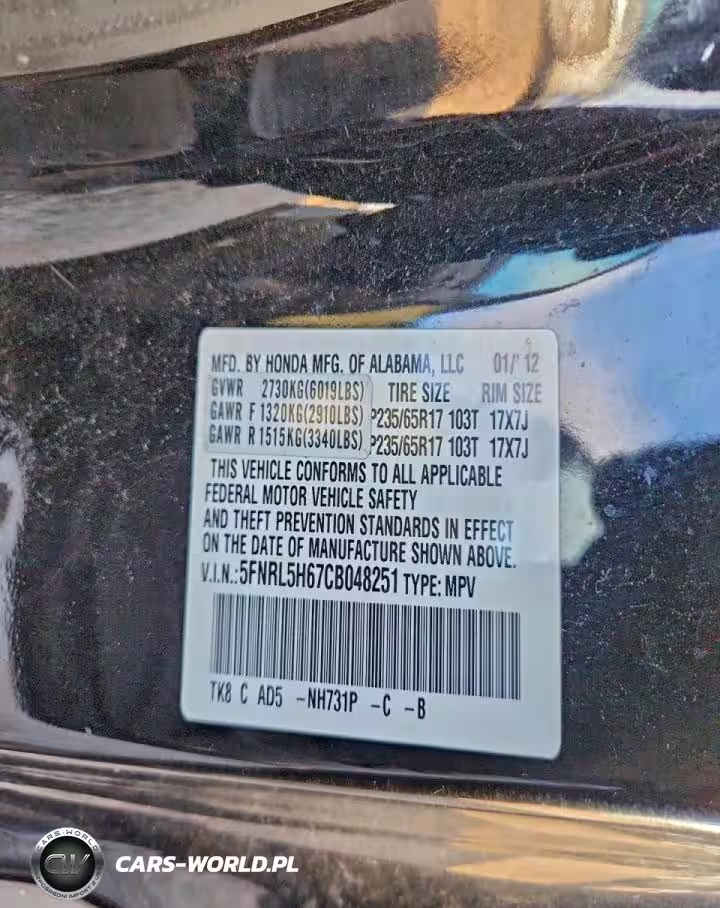 MFD. BY HONDA MFG. OF ALABAMA, LLC 01/'12
GVWR 2730KG(6019LBS) TIRE SIZE RIM SIZE
GAWR F 1320KG(2910LBS) P235/65R17 103T 17X7J
GAWR R 1515KG(3340LBS) P235/65R17 103T 17X7J
THIS VEHICLE CONFORMS TO ALL APPLICABLE
FEDERAL MOTOR VEHICLE SAFETY
AND THEFT PREVENTION STANDARDS IN EFFECT
ON THE DATE OF MANUFACTURE SHOWN ABOVE.
V.I.N.:5FNRL5H67CB048251 TYPE: MPV
TK8 C AD5 -NH731P -C -B
CARS-WORLD
CW
CARS-WORLD.PL